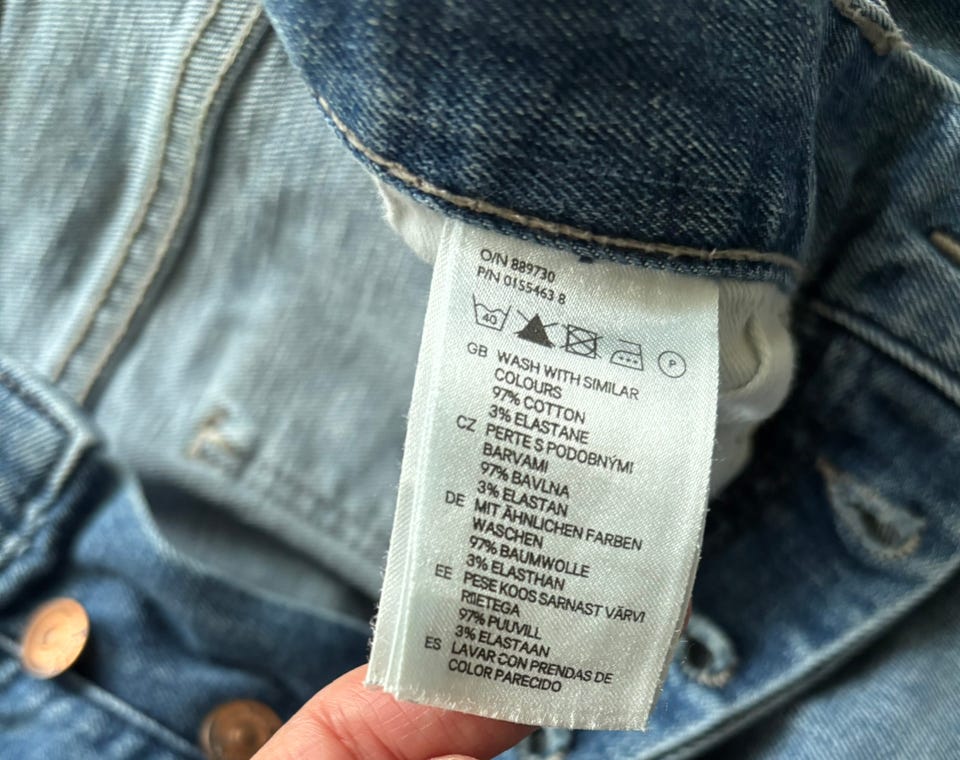 O/N 889730
P/N 0155463 8
40 P
GB WASH WITH SIMILAR
COLOURS
97% COTTON
3% ELASTANE
CZ PERTE S PODOBNÝMI
BARVAMI
97% BAVLNA
3% ELASTAN
DE MIT ÄHNLICHEN FARBEN
WASCHEN
97% BAUMWOLLE
3% ELASTHAN
EE PESE KOOS SARNAST VÄRVI
RIIETEGA
97% PUUVILL
3% ELASTAAN
ES LAVAR CON PRENDAS DE
COLOR PARECIDO